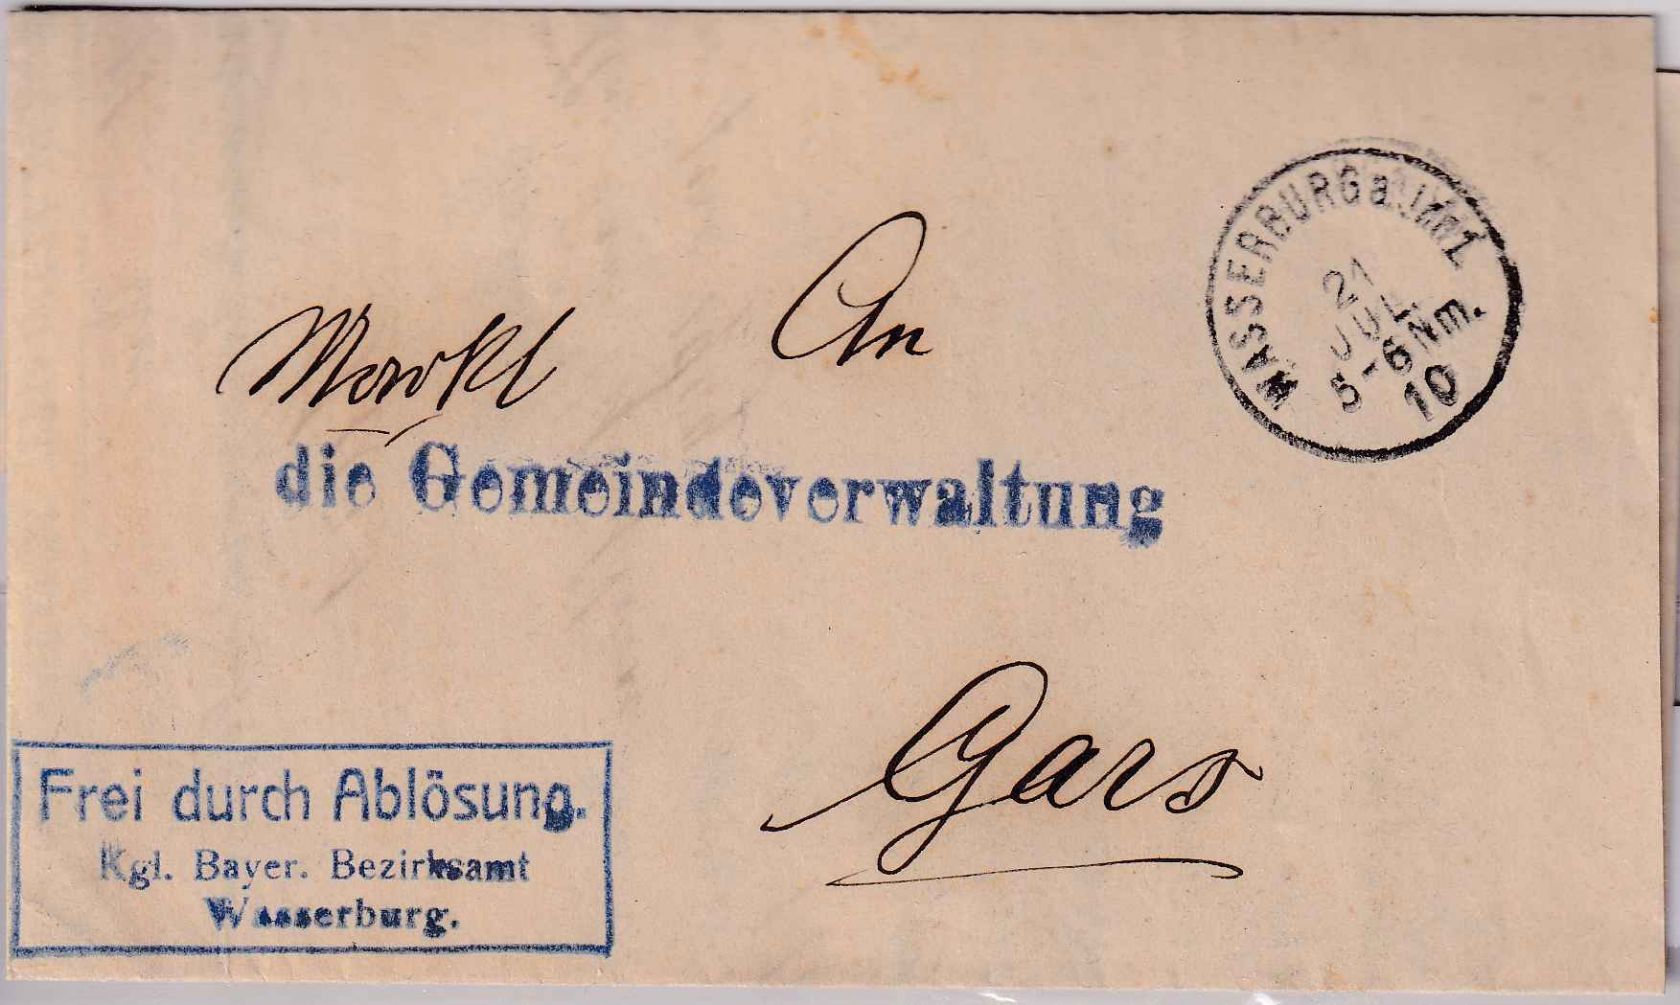 WASSERBURG a. Inn 1
21
JUL
5-6 Nm.
10
An
Markt
die Gemeindeverwaltung
Gars
Frei durch Ablösung.
Kgl. Bayer. Bezirksamt
Wasserburg.